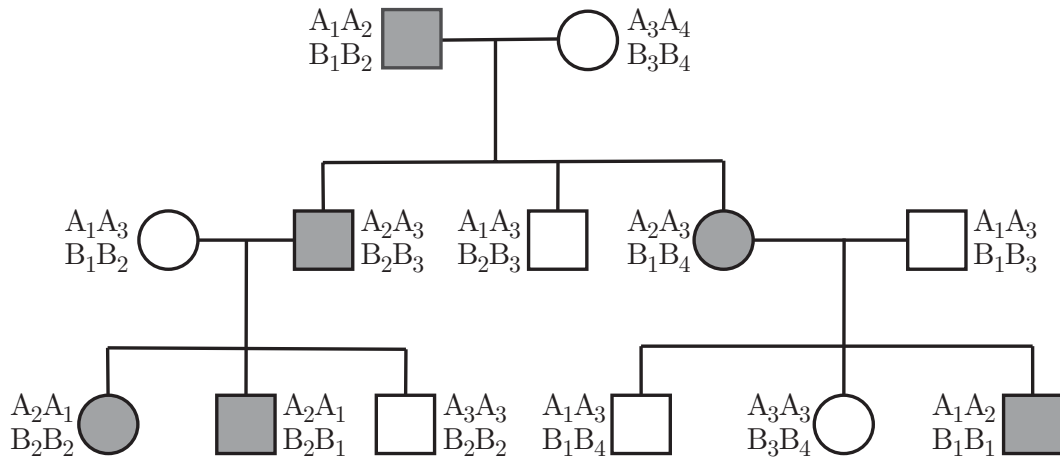 A₁A₂
B₁B₂
A₃A₄
B₃B₄
A₁A₃
B₁B₂
A₂A₃
B₂B₃
A₁A₃
B₂B₃
A₂A₃
B₁B₄
A₁A₃
B₁B₃
A₂A₁
B₂B₂
A₂A₁
B₂B₁
A₃A₃
B₂B₂
A₁A₃
B₁B₄
A₃A₃
B₃B₄
A₁A₂
B₁B₁